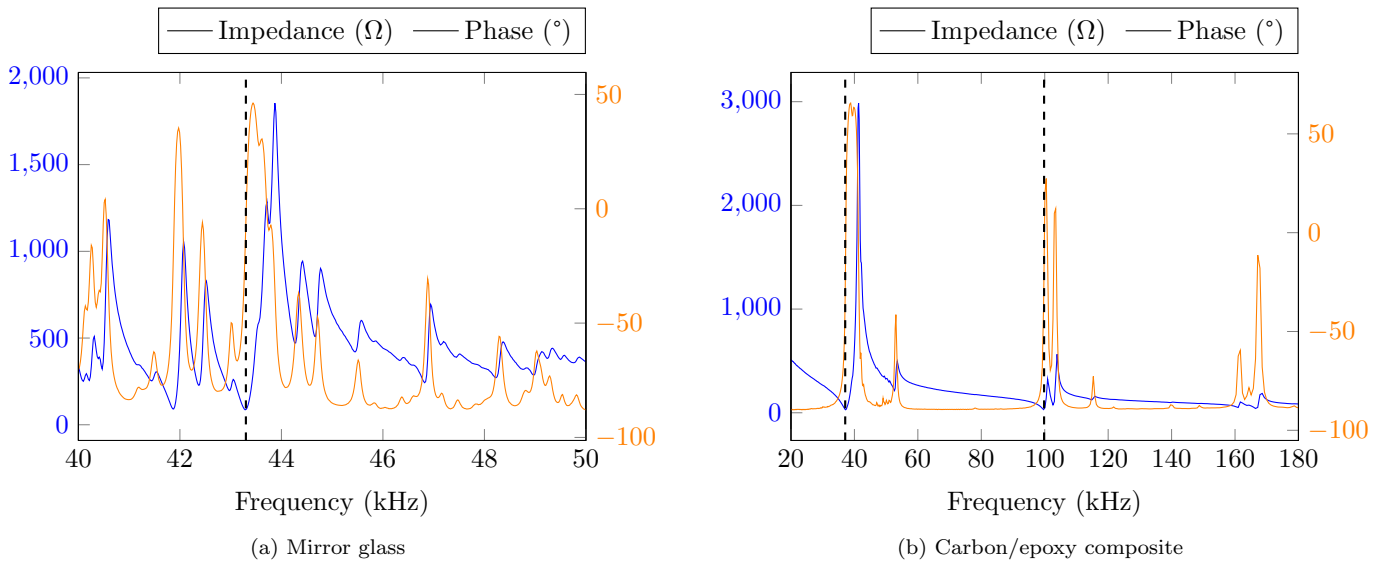 Impedance (Ω) Phase (°)
2,000
1,500
1,000
500
0
50
0
−50
−100
40 42 44 46 48 50
Frequency (kHz)
(a) Mirror glass
Impedance (Ω) Phase (°)
3,000
2,000
1,000
0
50
0
−50
−100
20 40 60 80 100 120 140 160 180
Frequency (kHz)
(b) Carbon/epoxy composite